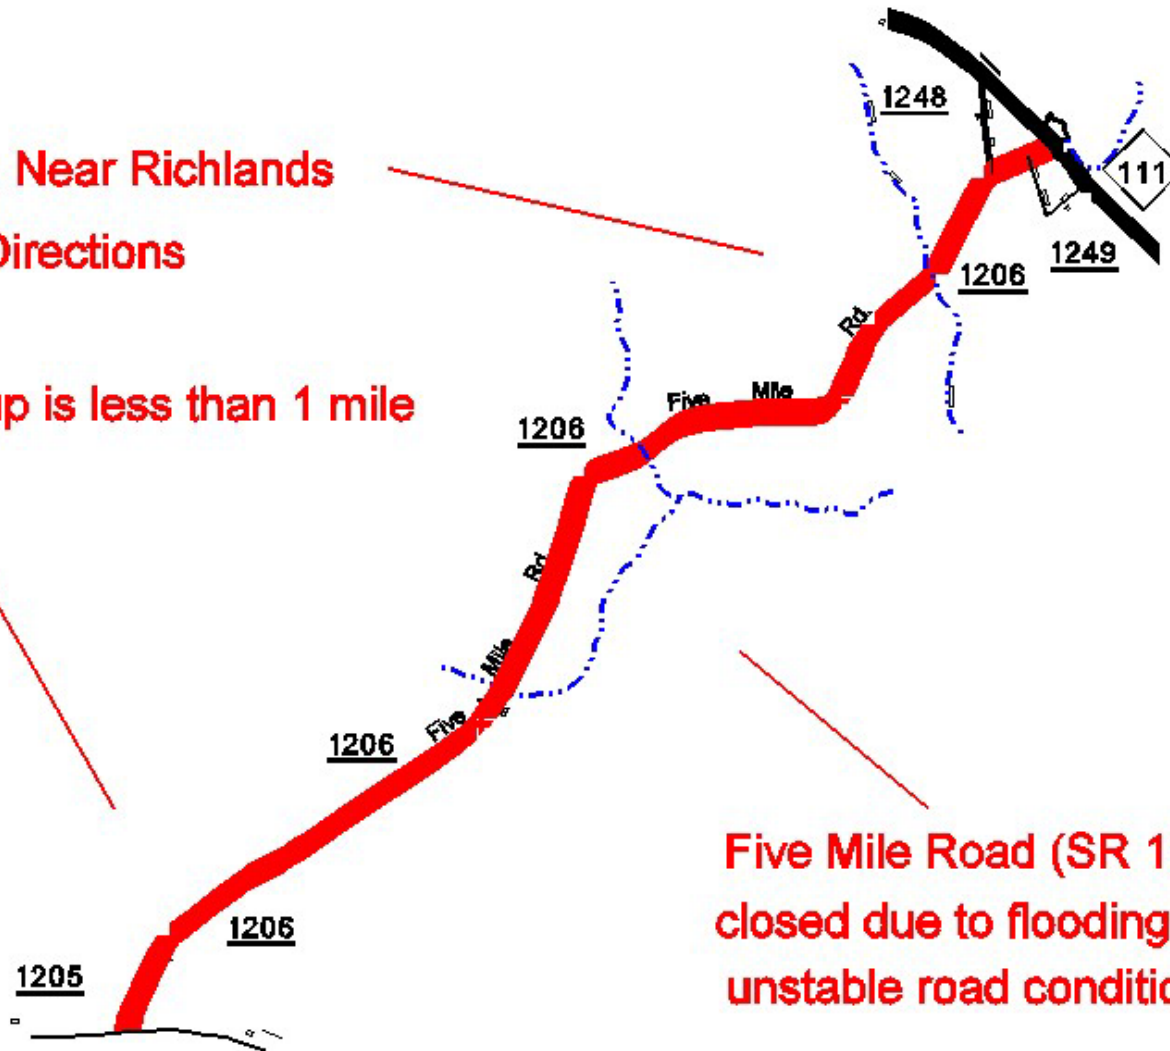 1248
Near Richlands
111
Directions
1249
1206
Rd.
up is less than 1 mile
Five Mile
1206
Rd
Mile
Five
1206
Five Mile Road (SR 1
closed due to flooding
unstable road conditio
1206
1205